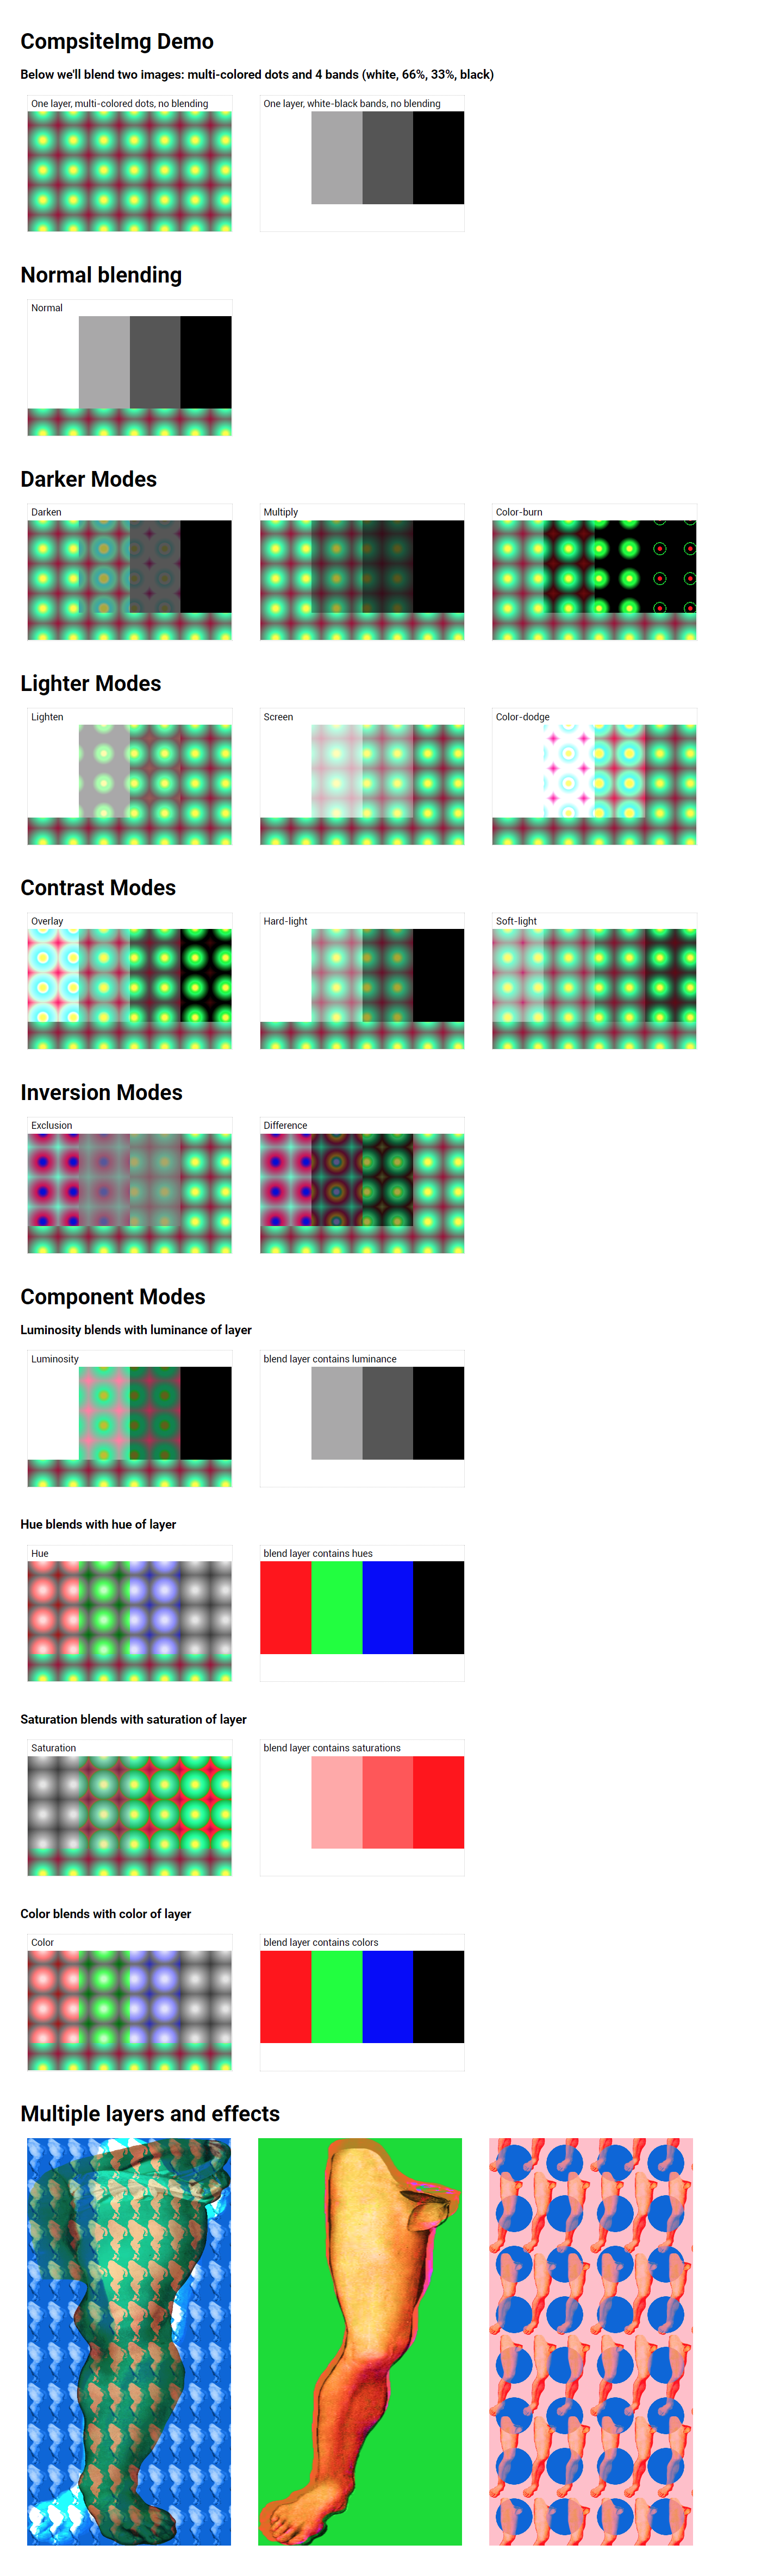 CompsiteImg Demo
Below we'll blend two images: multi-colored dots and 4 bands (white, 66%, 33%, black)
One layer, multi-colored dots, no blending
One layer, white-black bands, no blending
Normal blending
Normal
Darker Modes
Darken
Multiply
Color-burn
Lighter Modes
Lighten
Screen
Color-dodge
Contrast Modes
Overlay
Hard-light
Soft-light
Inversion Modes
Exclusion
Difference
Component Modes
Luminosity blends with luminance of layer
Luminosity
blend layer contains luminance
Hue blends with hue of layer
Hue
blend layer contains hues
Saturation blends with saturation of layer
Saturation
blend layer contains saturations
Color blends with color of layer
Color
blend layer contains colors
Multiple layers and effects